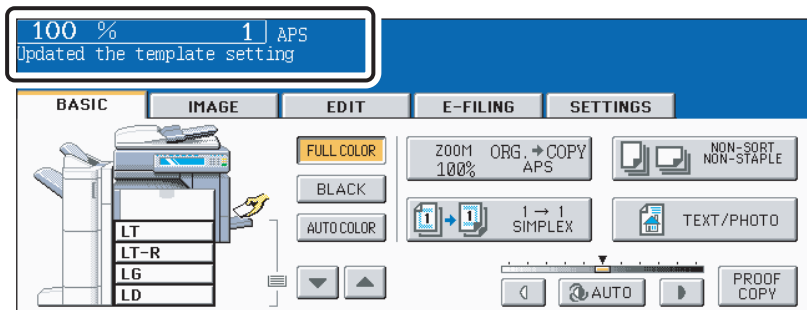 100 % 1 APS
Updated the template setting
BASIC IMAGE EDIT E-FILING SETTINGS
FULL COLOR
BLACK
AUTO COLOR
LT
LT-R
LG
LD
ZOOM ORG.➔COPY
100% APS
NON-SORT
NON-STAPLE
1 1 1 → 1
SIMPLEX
TEXT/PHOTO
AUTO
PROOF
COPY